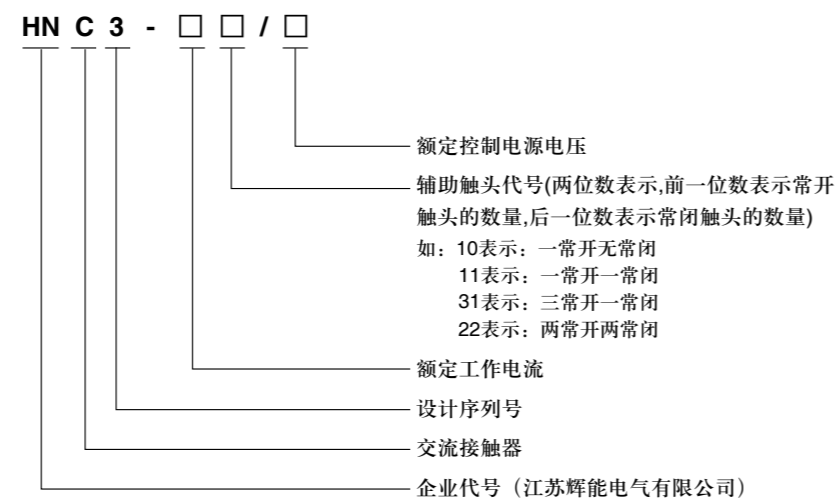 HN C 3 - □ □ / □
额定控制电源电压
辅助触头代号(两位数表示,前一位数表示常开
触头的数量,后一位数表示常闭触头的数量)
如：10表示：一常开无常闭
11表示：一常开一常闭
31表示：三常开一常闭
22表示：两常开两常闭
额定工作电流
设计序列号
交流接触器
企业代号（江苏辉能电气有限公司）